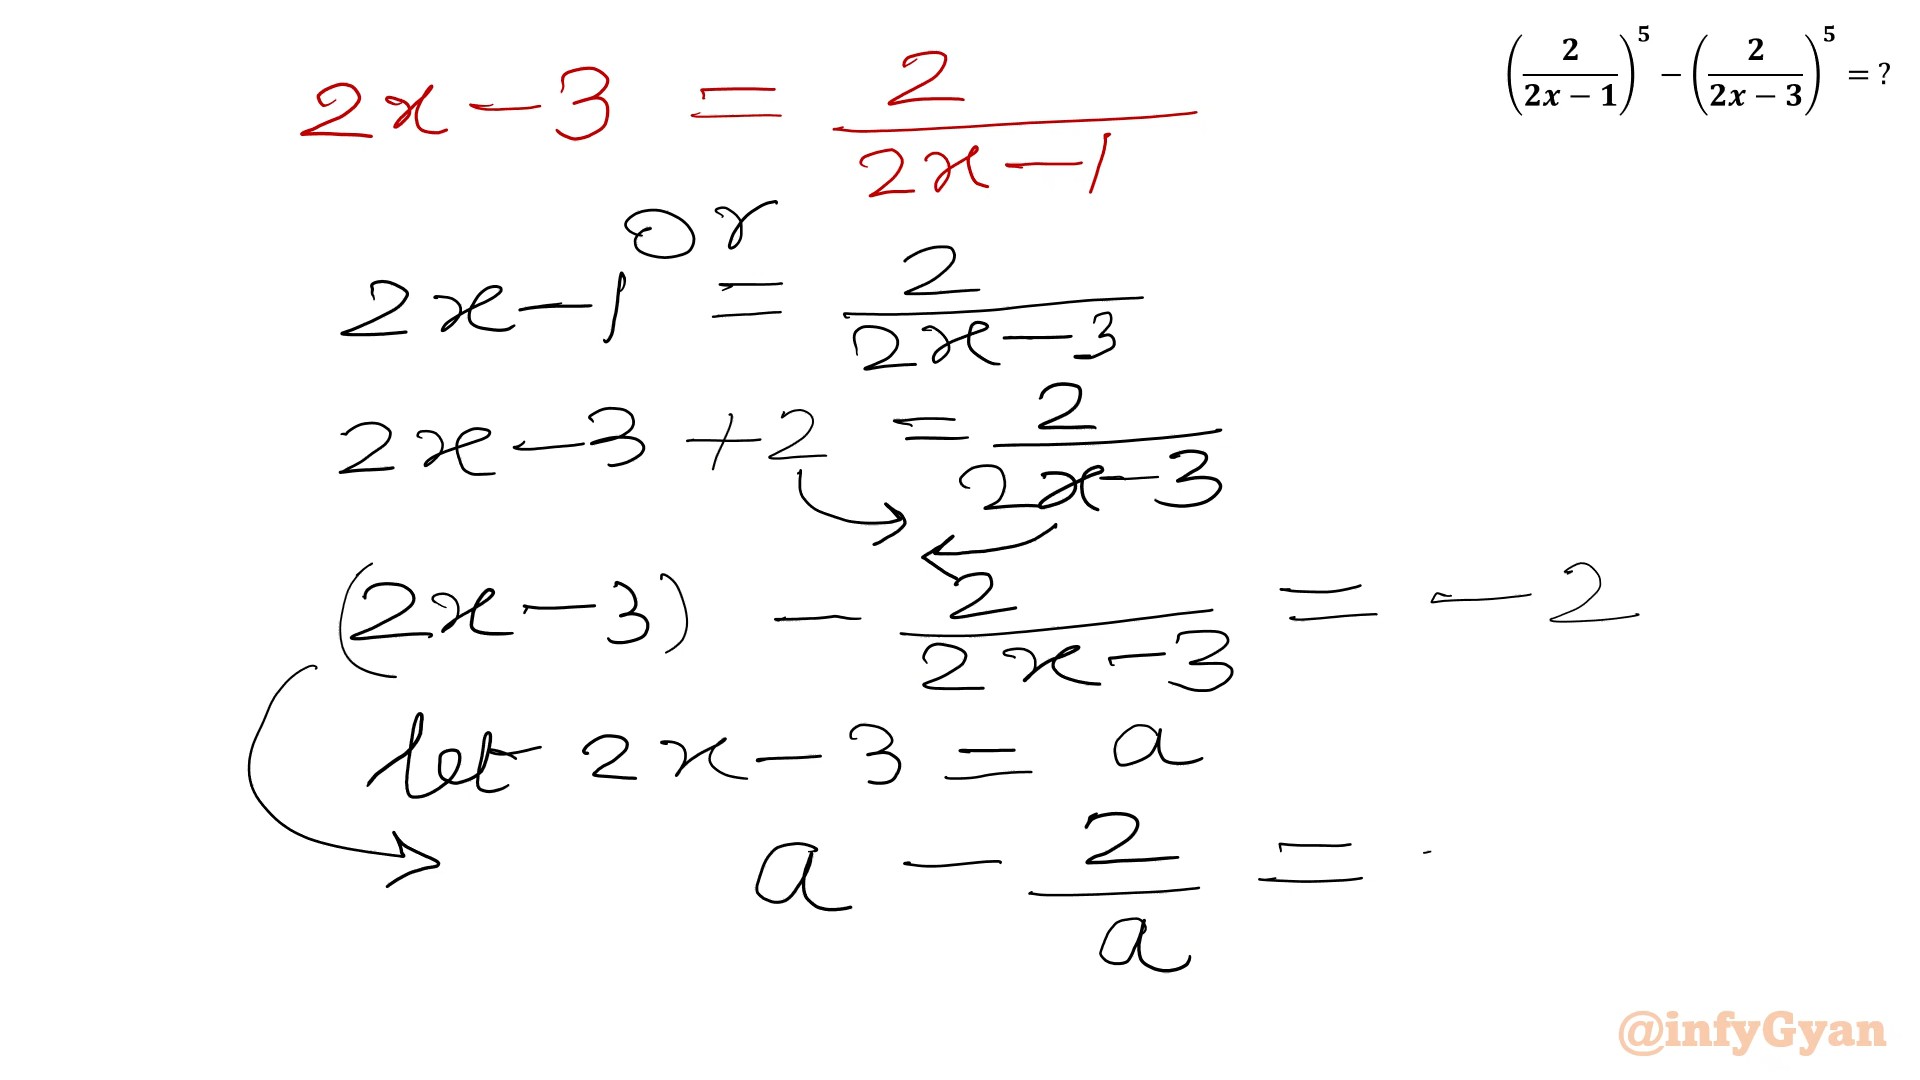 (2/(2x − 1))^5 − (2/(2x − 3))^5 = ?
2x − 3 = 2/(2x − 1)
or
2x − 1 = 2/(2x − 3)
2x − 3 + 2 = 2/(2x − 3)
(2x − 3) − 2/(2x − 3) = − 2
let 2x − 3 = a
a − 2/a =
@infyGyan